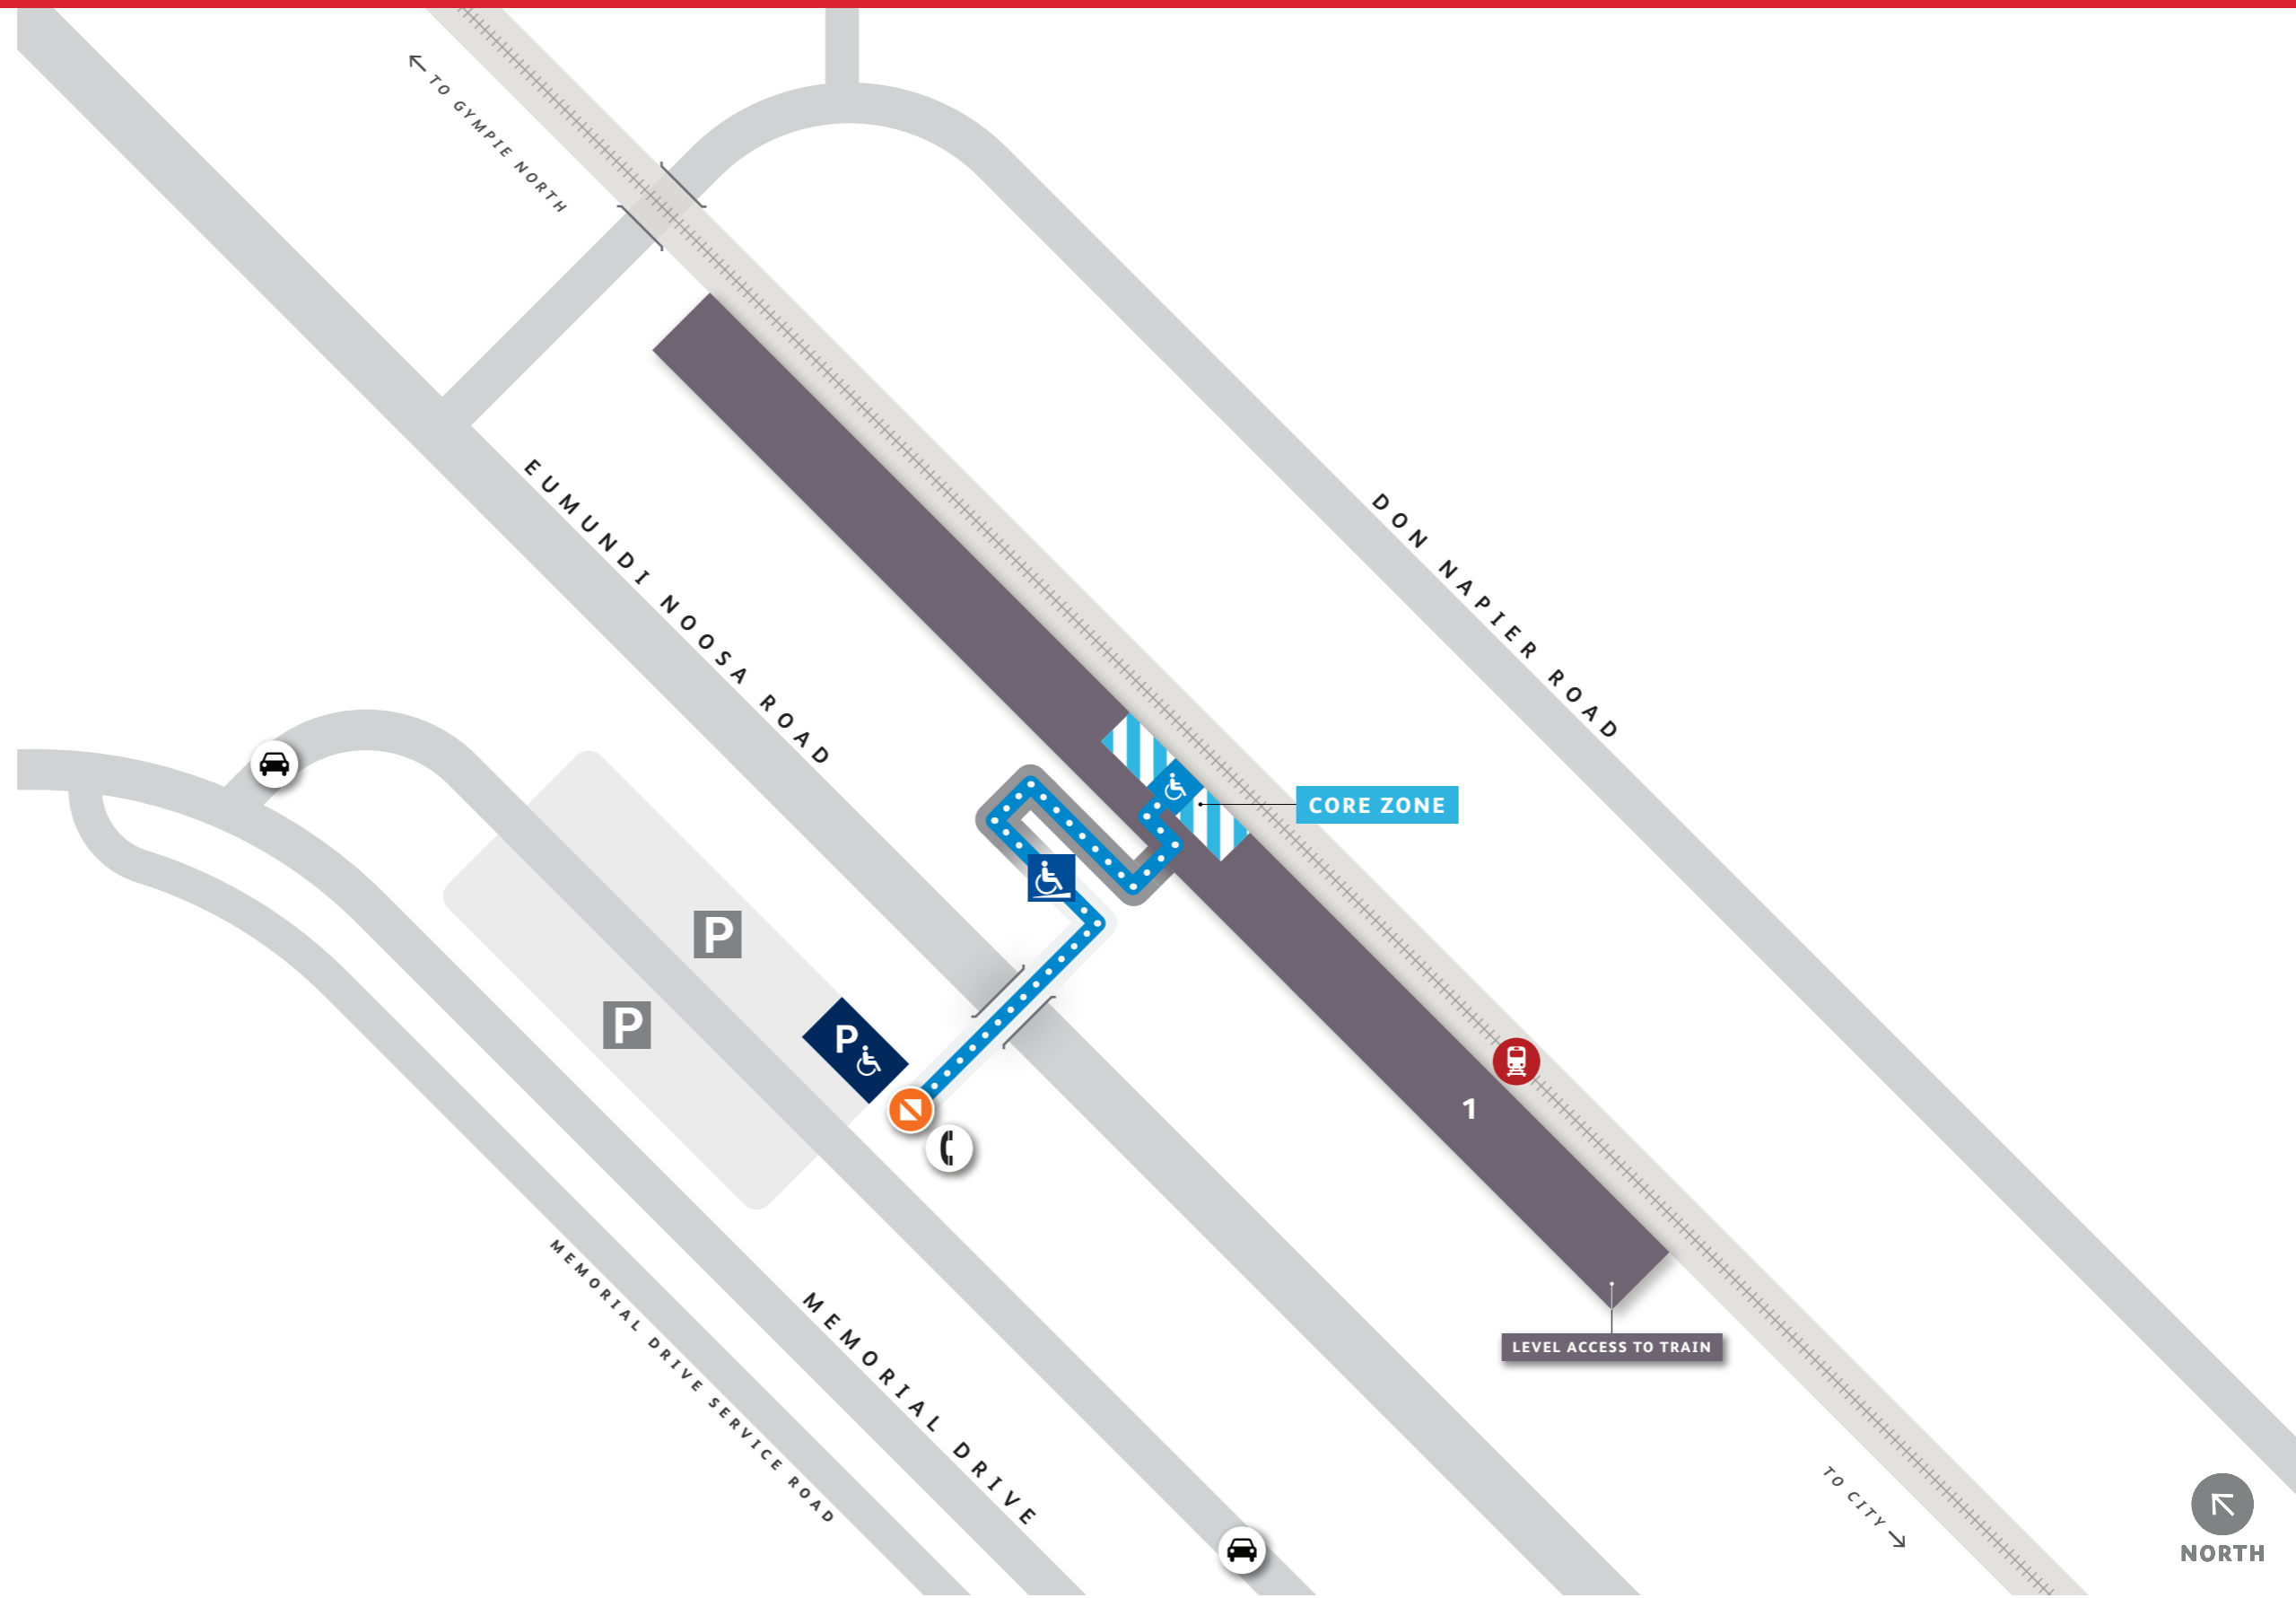 ← TO GYMPIE NORTH
EUMUNDI NOOSA ROAD
DON NAPIER ROAD
CORE ZONE
P
P
P
1
LEVEL ACCESS TO TRAIN
MEMORIAL DRIVE SERVICE ROAD
MEMORIAL DRIVE
TO CITY →
NORTH